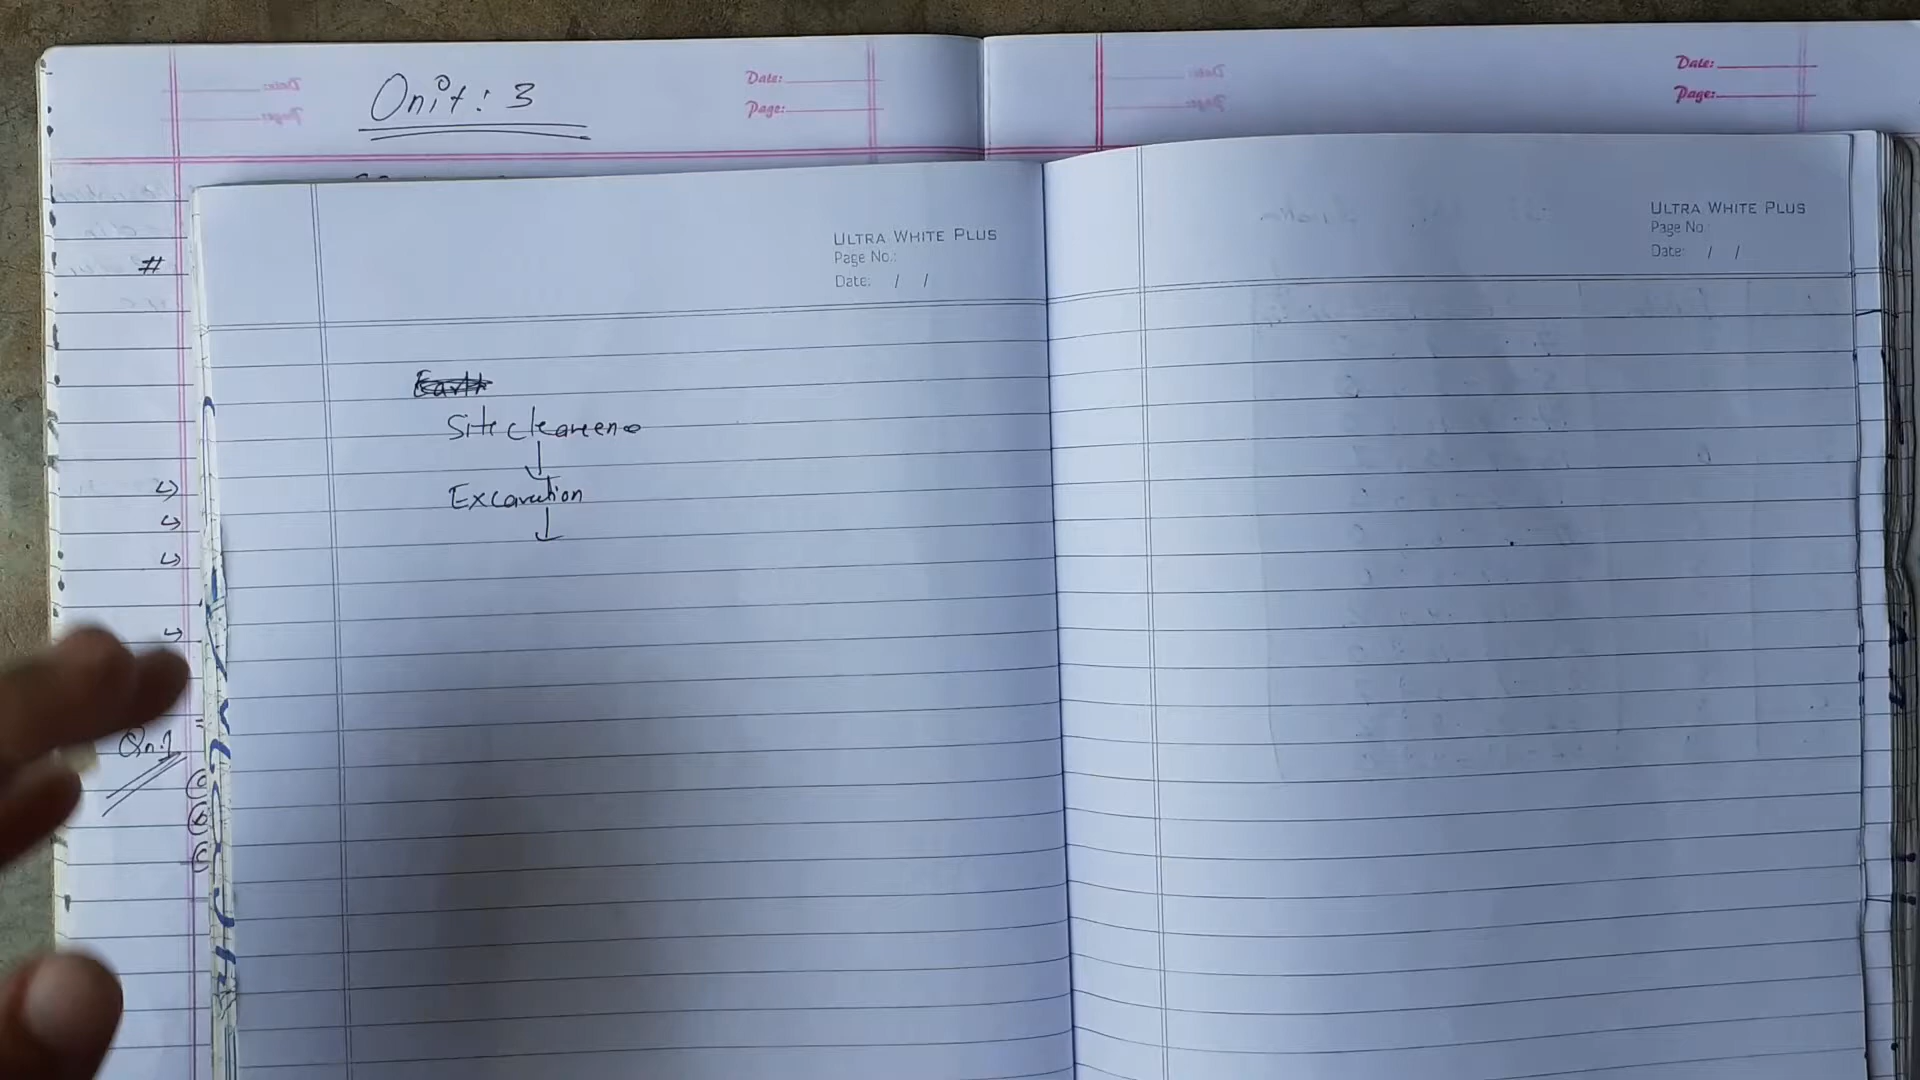 Unit: 3
Date:
Page:
Date:
Page:
#
Qn.1
ULTRA WHITE PLUS
Page No.:
Date: / /
Site clearence
↓
Excavation
↓
ULTRA WHITE PLUS
Page No
Date: / /